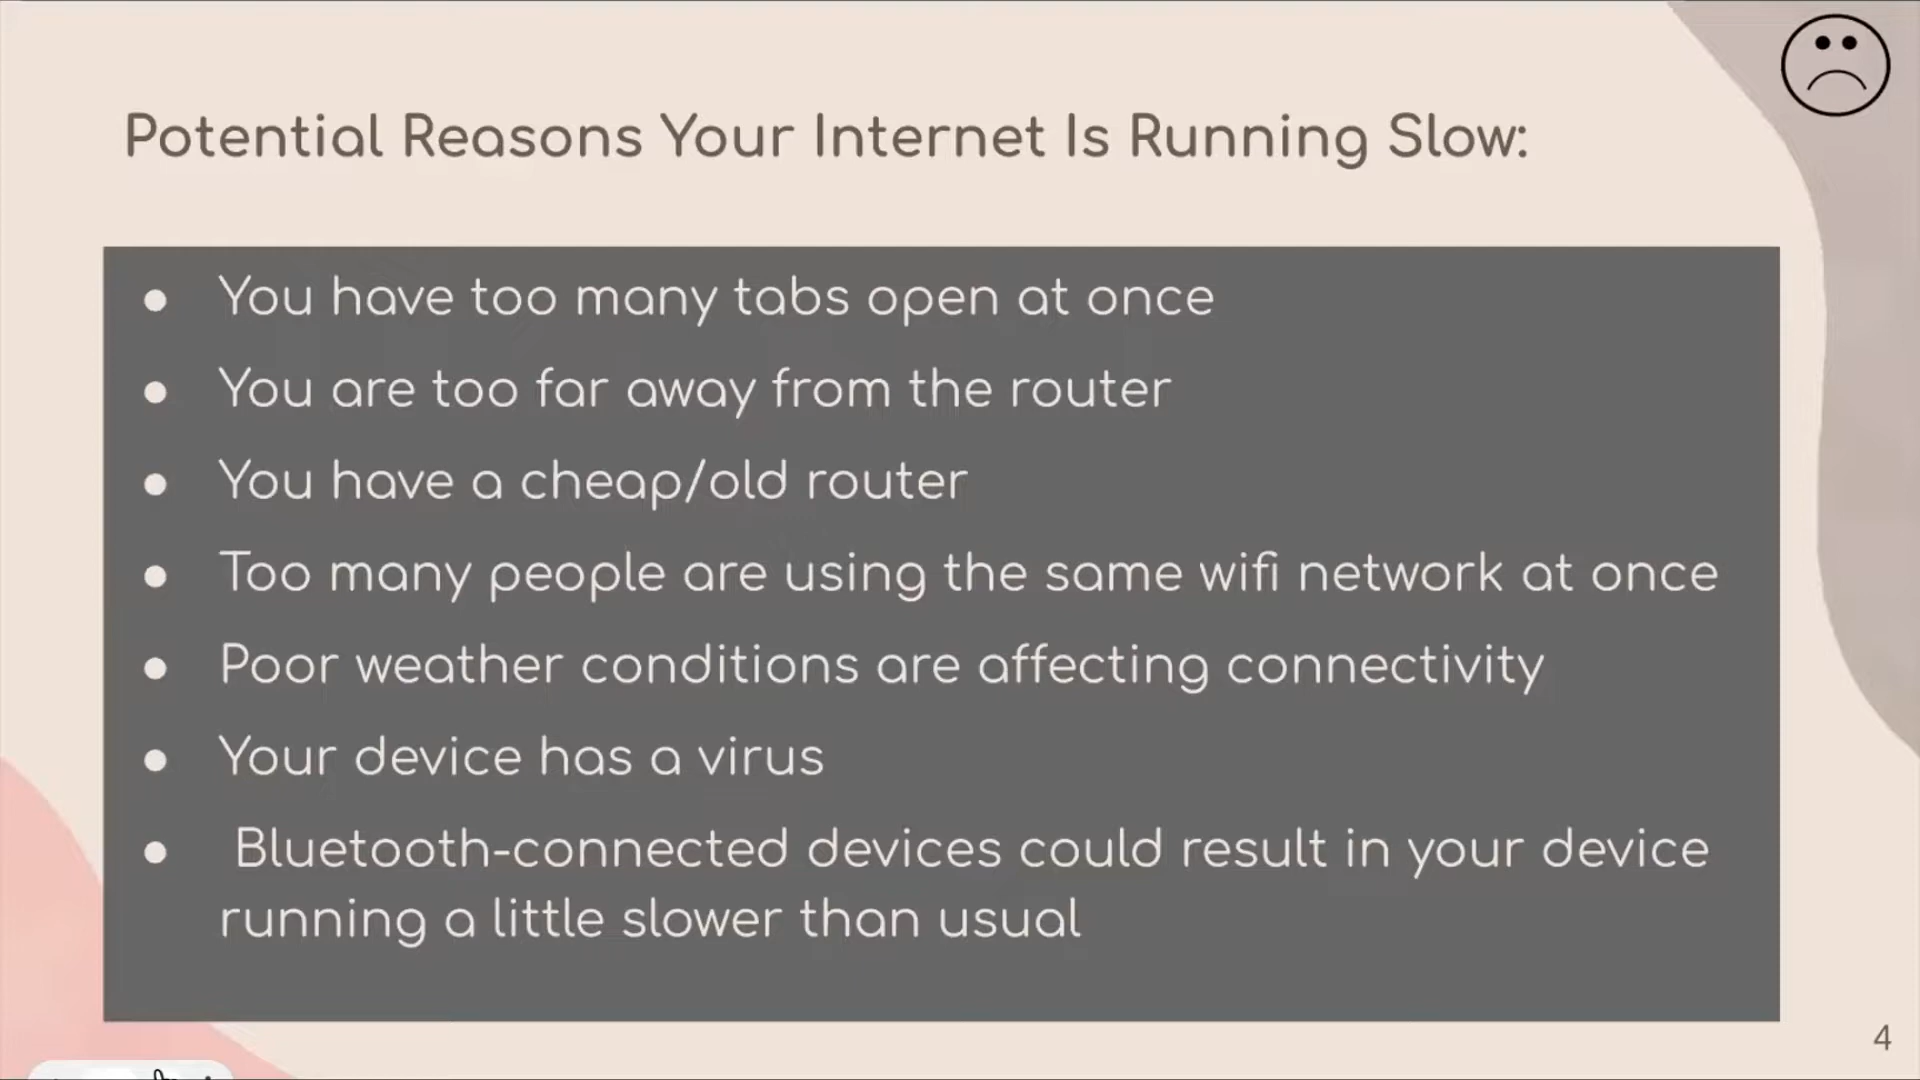 Potential Reasons Your Internet Is Running Slow:
● You have too many tabs open at once
● You are too far away from the router
● You have a cheap/old router
● Too many people are using the same wifi network at once
● Poor weather conditions are affecting connectivity
● Your device has a virus
● Bluetooth-connected devices could result in your device
running a little slower than usual
4